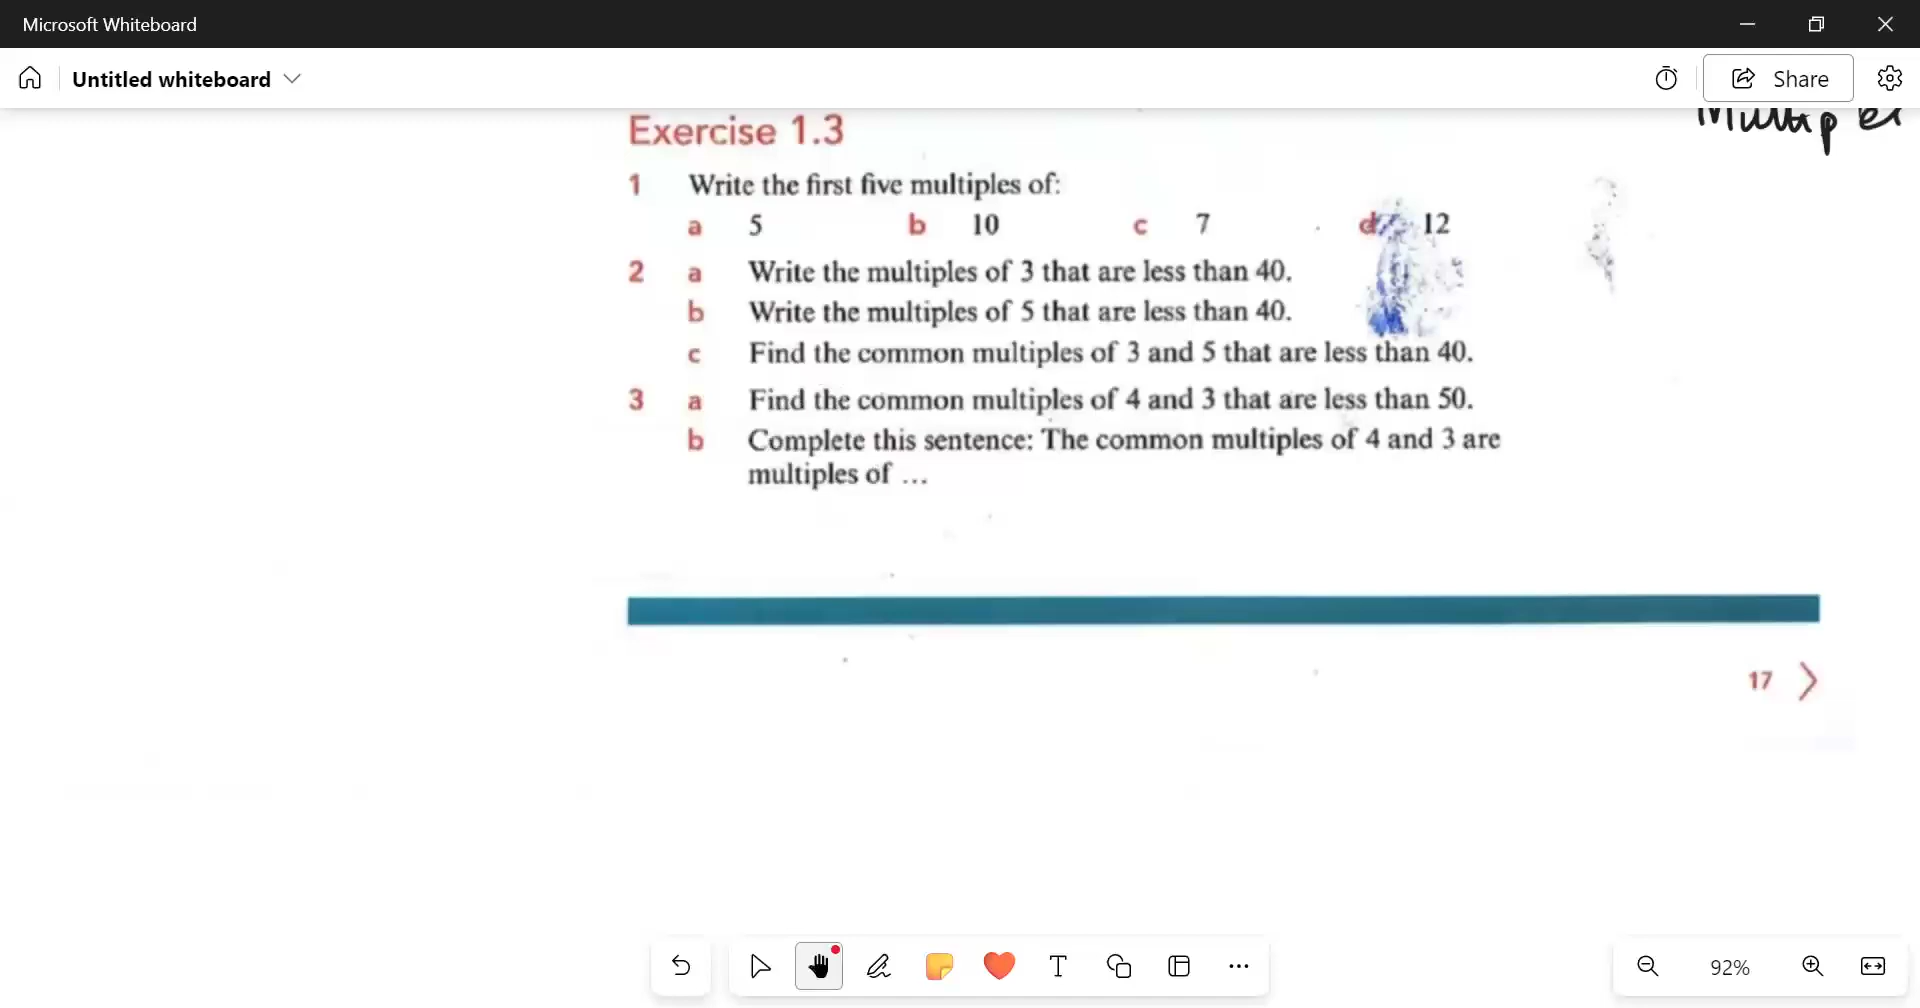 Microsoft Whiteboard
Untitled whiteboard
Share
Exercise 1.3
1 Write the first five multiples of:
a 5 b 10 c 7 d 12
2 a Write the multiples of 3 that are less than 40.
b Write the multiples of 5 that are less than 40.
c Find the common multiples of 3 and 5 that are less than 40.
3 a Find the common multiples of 4 and 3 that are less than 50.
b Complete this sentence: The common multiples of 4 and 3 are
multiples of ...
17
92%